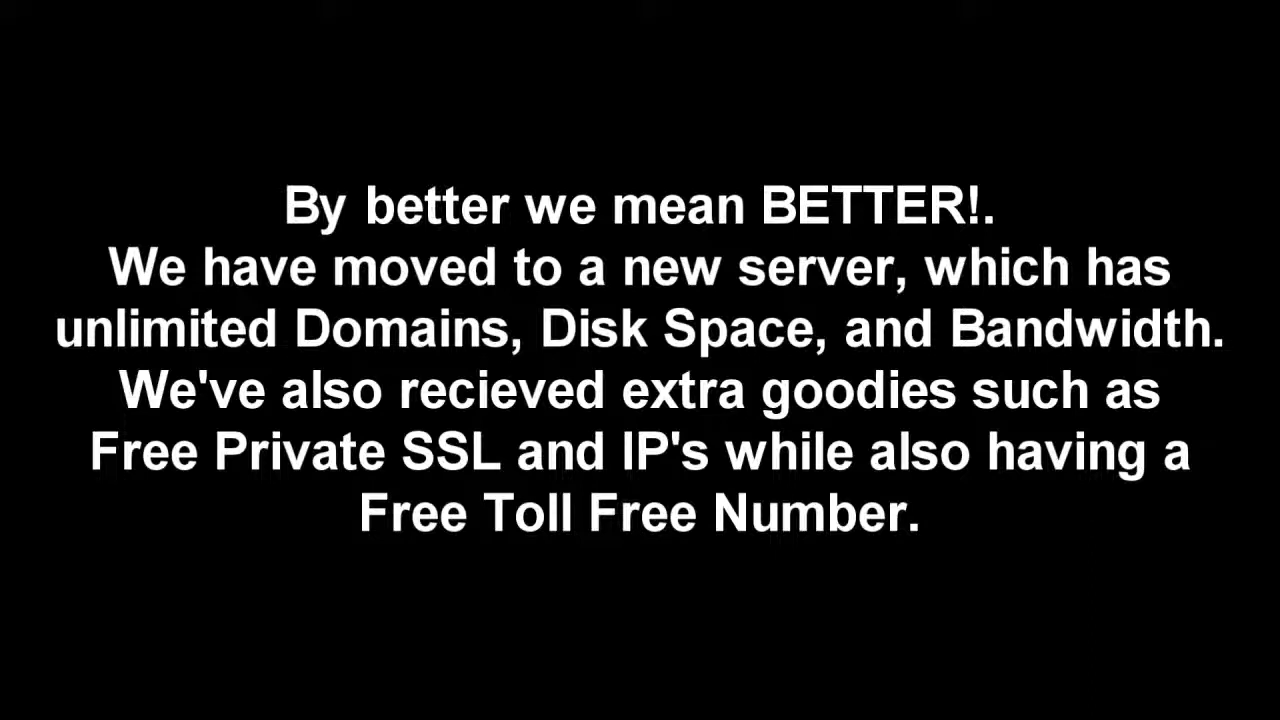 By better we mean BETTER!.
We have moved to a new server, which has
unlimited Domains, Disk Space, and Bandwidth.
We've also recieved extra goodies such as
Free Private SSL and IP's while also having a
Free Toll Free Number.